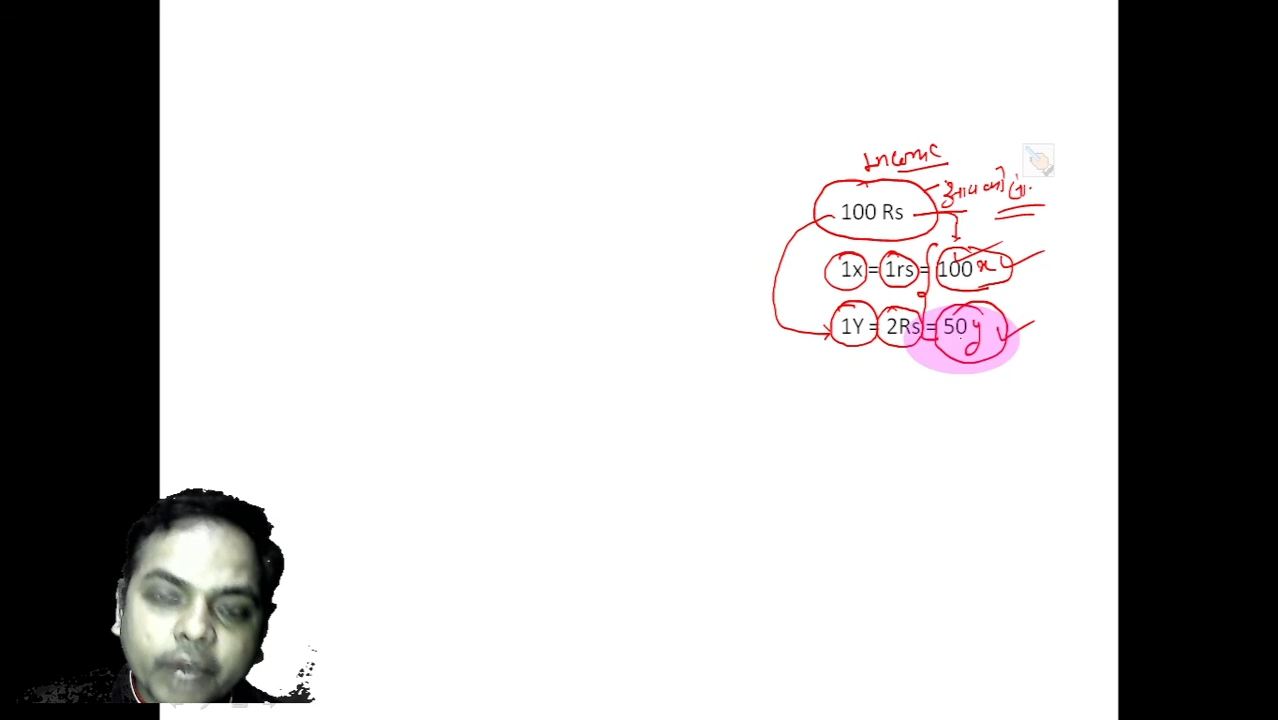 Income
100 Rs
1x = 1rs = 100 x
1Y = 2Rs = 50 y